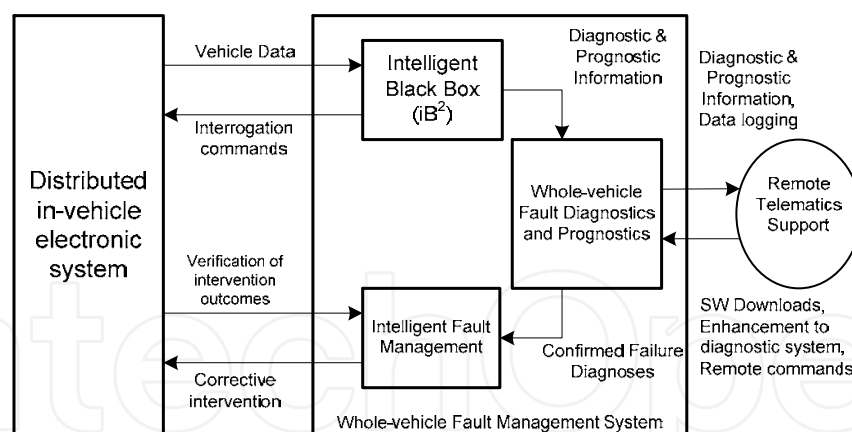 Distributed
in-vehicle
electronic
system
Vehicle Data
Interrogation
commands
Verification of
intervention
outcomes
Corrective
intervention
Intelligent
Black Box
(iB²)
Diagnostic &
Prognostic
Information
Whole-vehicle
Fault Diagnostics
and Prognostics
Intelligent Fault
Management
Confirmed Failure
Diagnoses
Whole-vehicle Fault Management System
Diagnostic &
Prognostic
Information,
Data logging
Remote
Telematics
Support
SW Downloads,
Enhancement to
diagnostic system,
Remote commands
ntechOpe